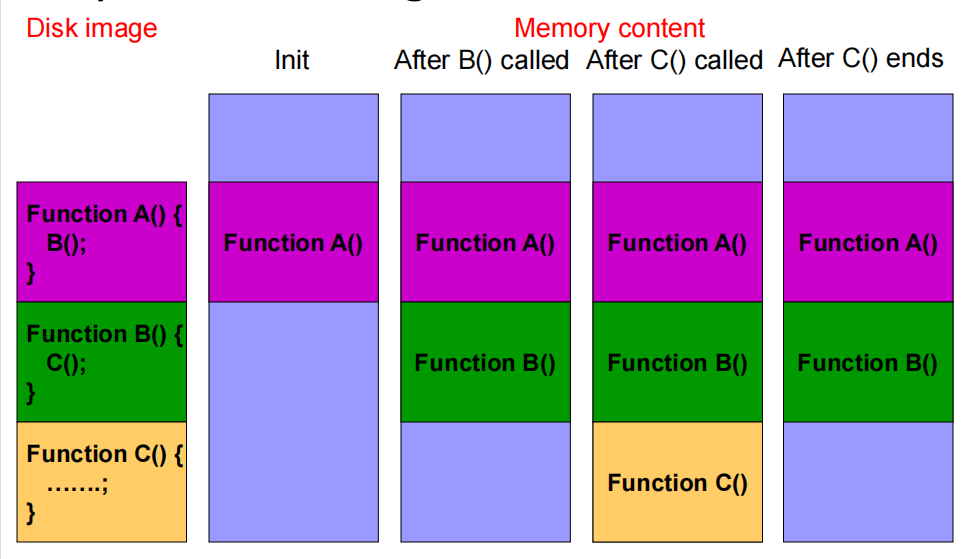 Disk image
Memory content
Init
After B() called
After C() called
After C() ends
Function A() {
B();
}
Function A()
Function A()
Function A()
Function A()
Function B() {
C();
}
Function B()
Function B()
Function B()
Function C() {
…….;
}
Function C()